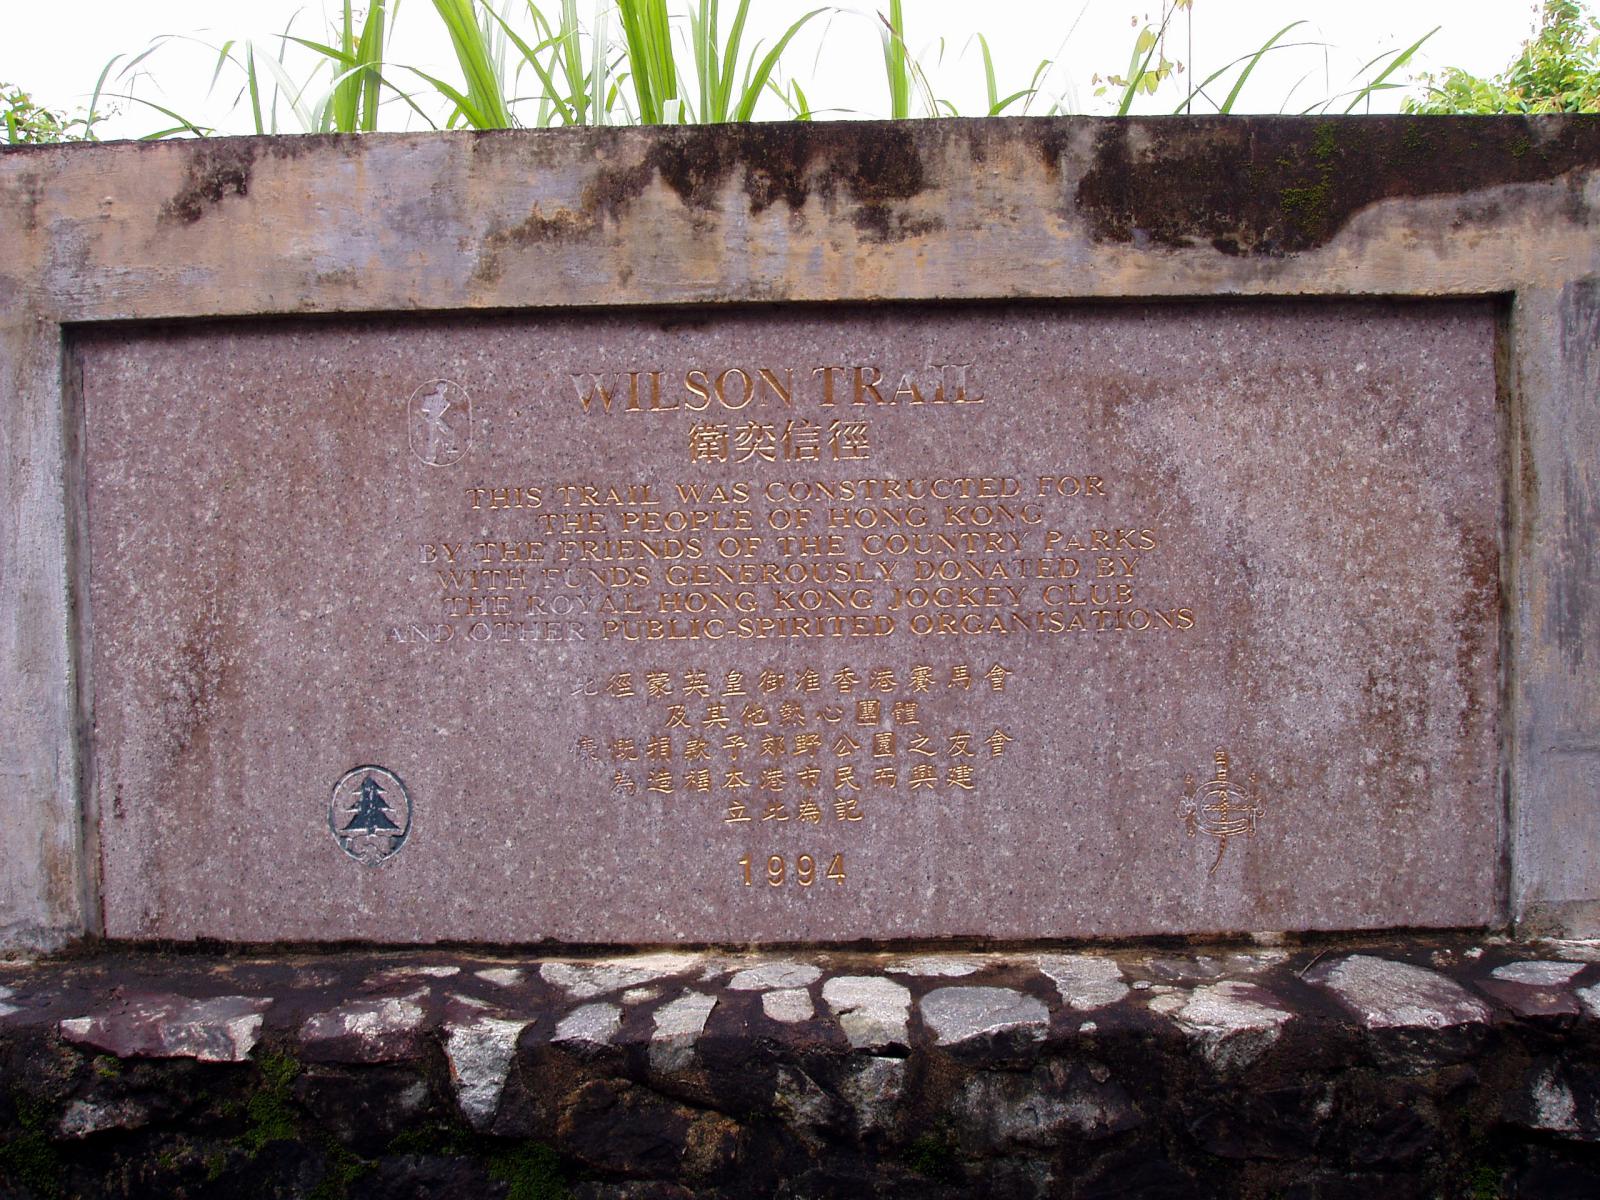 WILSON TRAIL
衛奕信徑
THIS TRAIL WAS CONSTRUCTED FOR
THE PEOPLE OF HONG KONG
BY THE FRIENDS OF THE COUNTRY PARKS
WITH FUNDS GENEROUSLY DONATED BY
THE ROYAL HONG KONG JOCKEY CLUB
AND OTHER PUBLIC-SPIRITED ORGANISATIONS
此徑蒙英皇御准香港賽馬會
及其他熱心團體
慷慨捐款予郊野公園之友會
為造福本港市民而興建
立此為記
1994